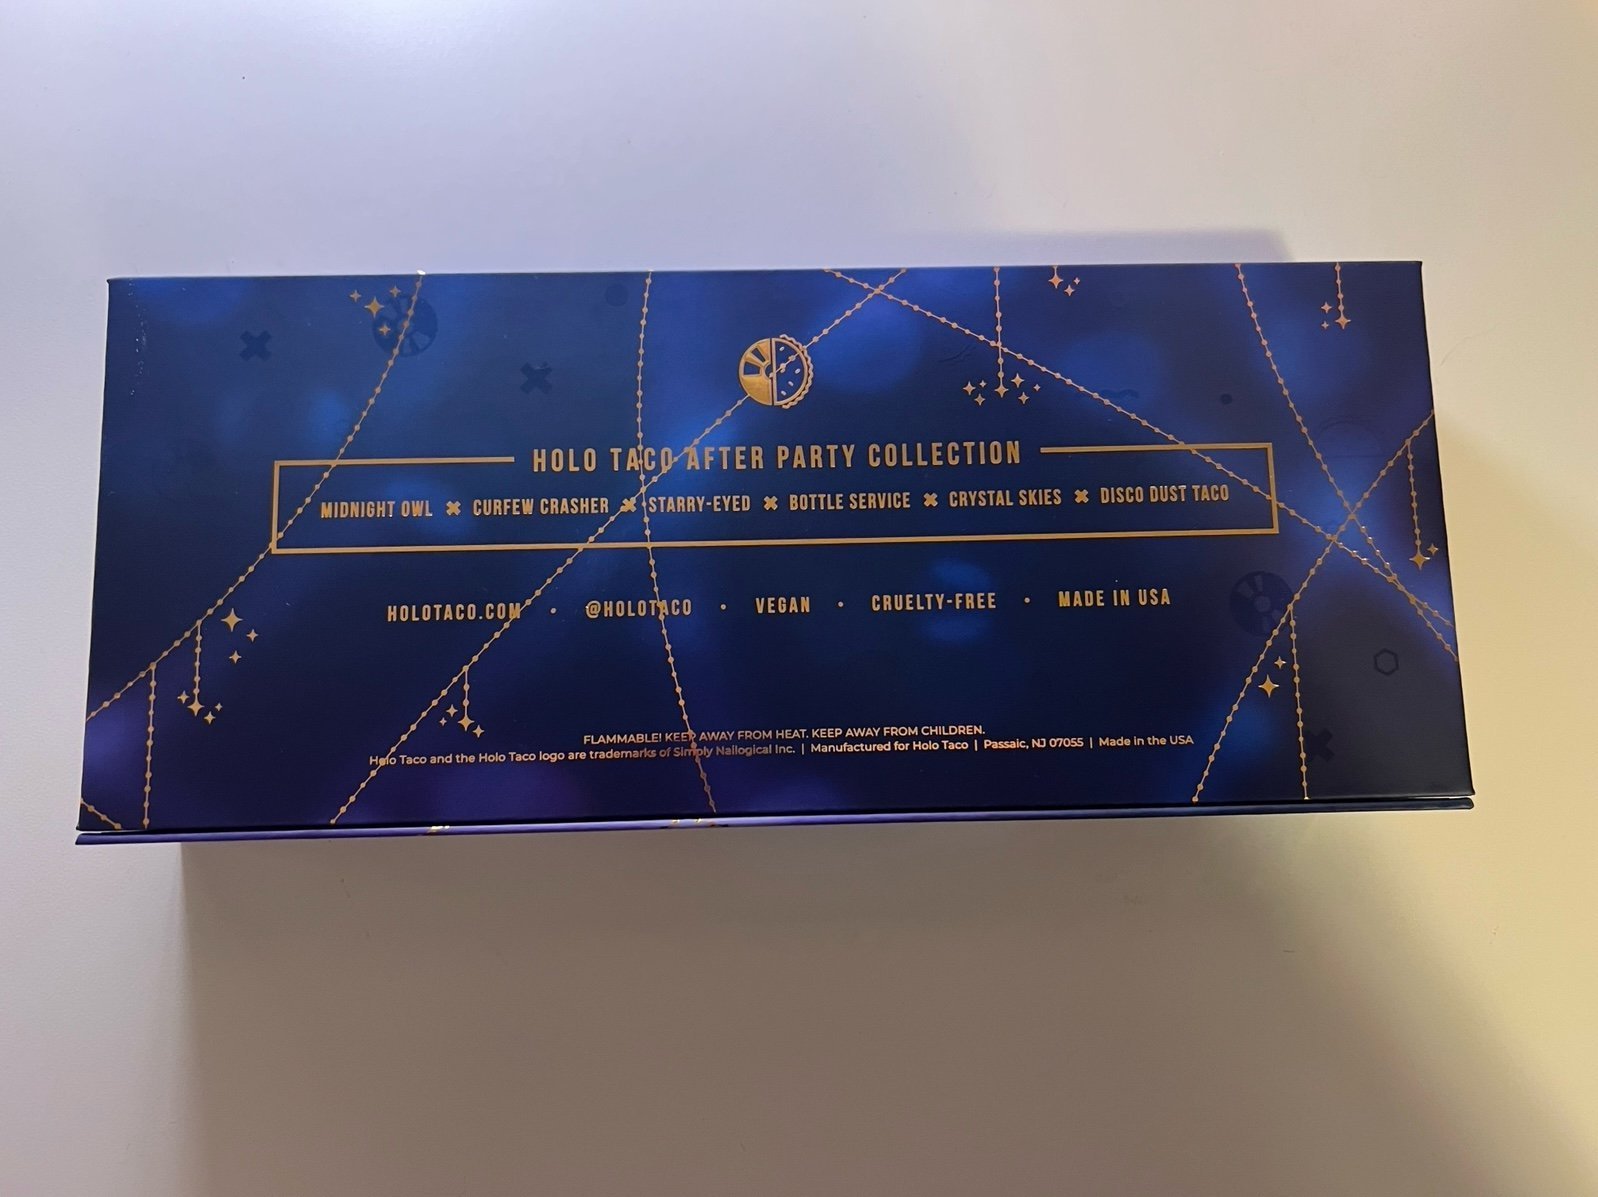 HOLO TACO AFTER PARTY COLLECTION
MIDNIGHT OWL ✖ CURFEW CRASHER ✖ STARRY-EYED ✖ BOTTLE SERVICE ✖ CRYSTAL SKIES ✖ DISCO DUST TACO
HOLOTACO.COM • @HOLOTACO • VEGAN • CRUELTY-FREE • MADE IN USA
FLAMMABLE! KEEP AWAY FROM HEAT. KEEP AWAY FROM CHILDREN.
Holo Taco and the Holo Taco logo are trademarks of Simply Nailogical Inc. | Manufactured for Holo Taco | Passaic, NJ 07055 | Made in the USA